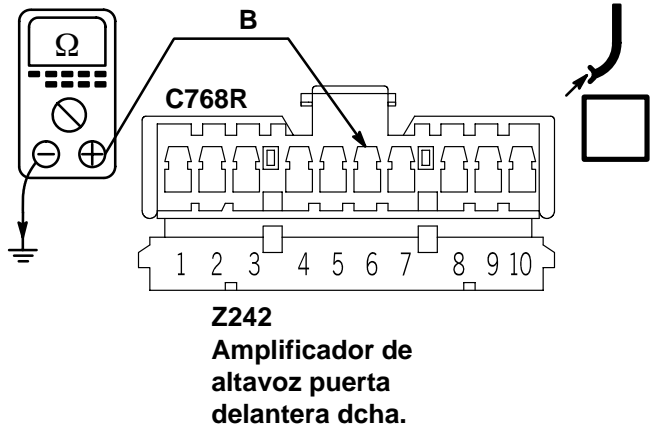 B
Ω
C768R
1 2 3 4 5 6 7 8 9 10
Z242
Amplificador de
altavoz puerta
delantera dcha.